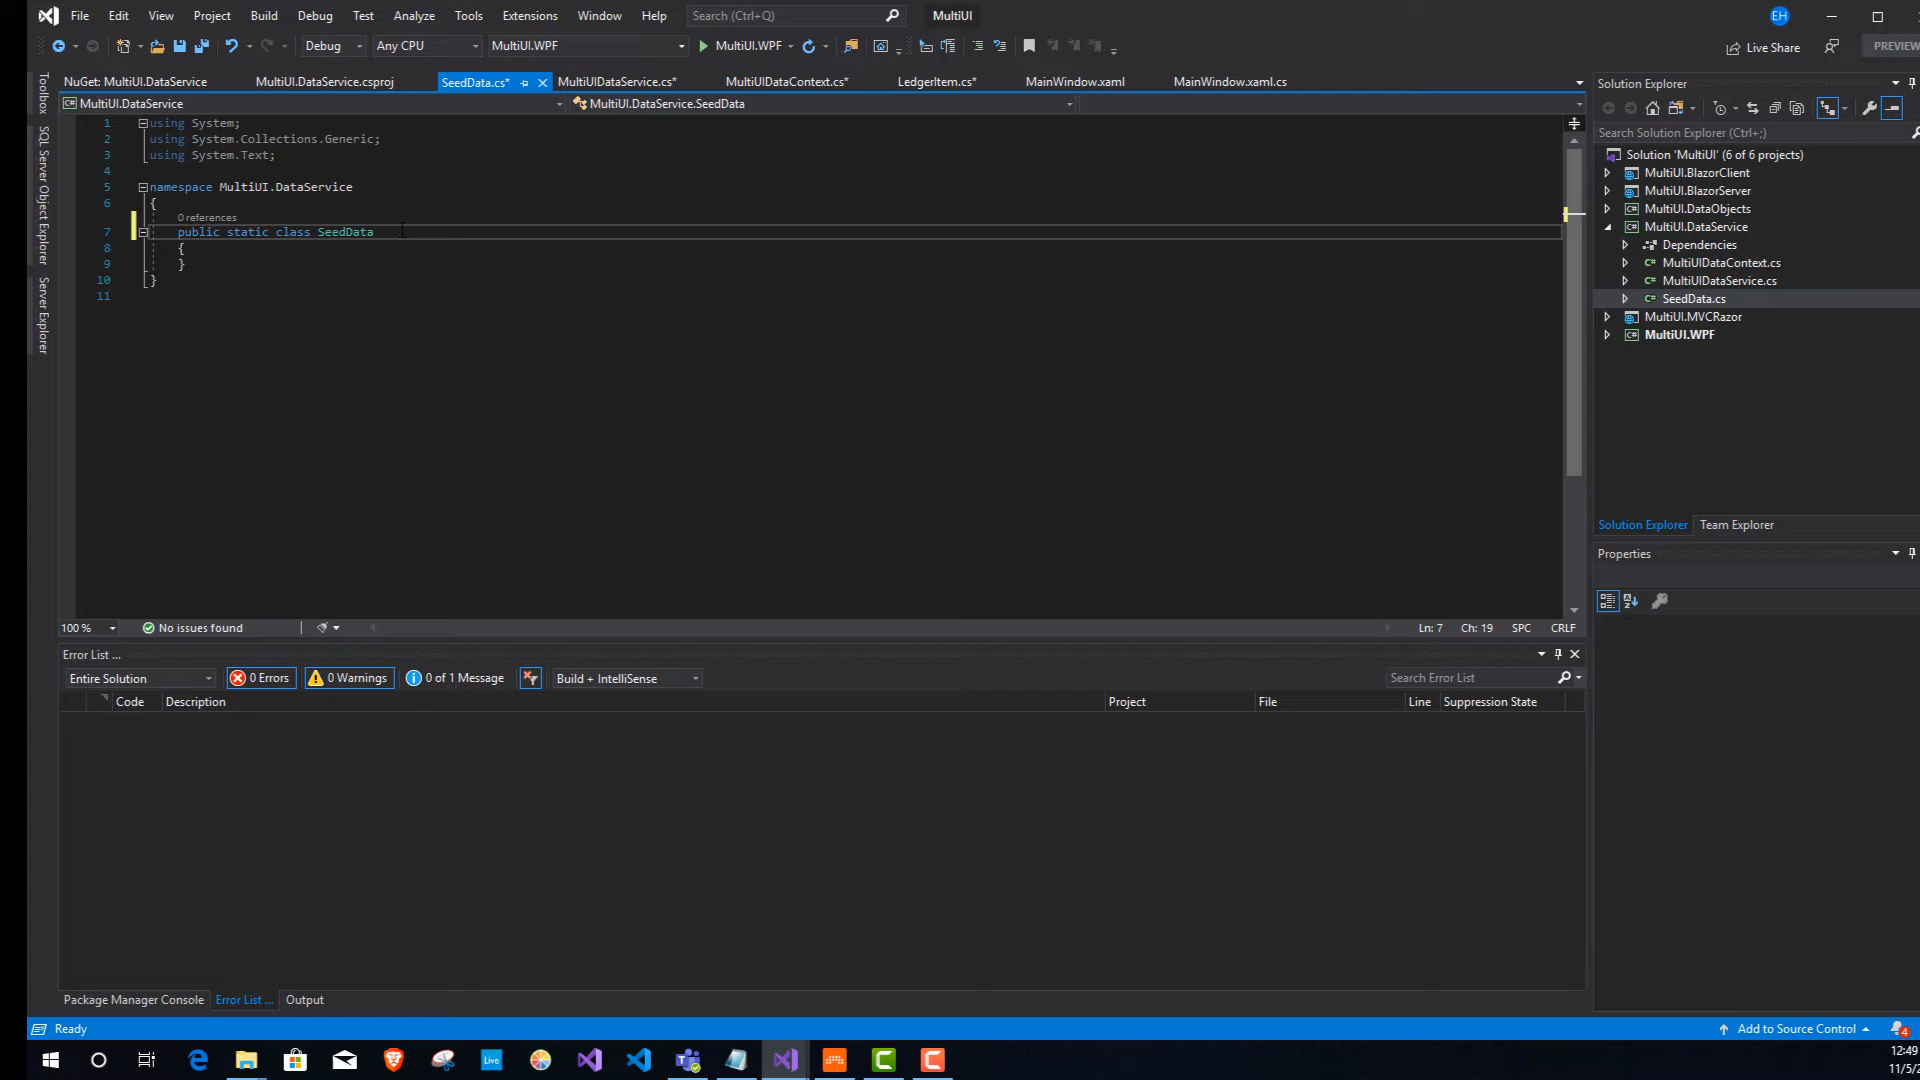 File Edit View Project Build Debug Test Analyze Tools Extensions Window Help Search (Ctrl+Q) MultiUI EH
Debug Any CPU MultiUI.WPF MultiUI.WPF Live Share PREVIEW
NuGet: MultiUI.DataService MultiUI.DataService.csproj SeedData.cs* MultiUIDataService.cs* MultiUIDataContext.cs* LedgerItem.cs* MainWindow.xaml MainWindow.xaml.cs
MultiUI.DataService MultiUI.DataService.SeedData
Toolbox
SQL Server Object Explorer
Server Explorer
1 using System;
2 using System.Collections.Generic;
3 using System.Text;
4
5 namespace MultiUI.DataService
6 {
0 references
7 public static class SeedData
8 {
9 }
10 }
11
100 % No issues found Ln: 7 Ch: 19 SPC CRLF
Solution Explorer
Search Solution Explorer (Ctrl+;)
Solution 'MultiUI' (6 of 6 projects)
MultiUI.BlazorClient
MultiUI.BlazorServer
MultiUI.DataObjects
MultiUI.DataService
Dependencies
C# MultiUIDataContext.cs
C# MultiUIDataService.cs
C# SeedData.cs
MultiUI.MVCRazor
MultiUI.WPF
Solution Explorer Team Explorer
Properties
Error List ...
Entire Solution 0 Errors 0 Warnings 0 of 1 Message Build + IntelliSense Search Error List
Code Description Project File Line Suppression State
Package Manager Console Error List ... Output
Ready Add to Source Control 4
Live
12:49
11/5/2